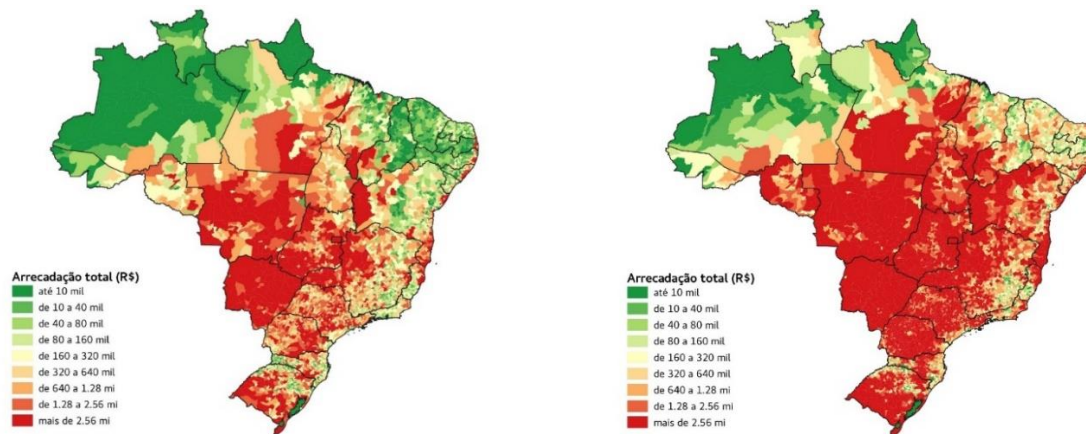 Arrecadação total (R$)
até 10 mil
de 10 a 40 mil
de 40 a 80 mil
de 80 a 160 mil
de 160 a 320 mil
de 320 a 640 mil
de 640 a 1.28 mi
de 1.28 a 2.56 mi
mais de 2.56 mi
Arrecadação total (R$)
até 10 mil
de 10 a 40 mil
de 40 a 80 mil
de 80 a 160 mil
de 160 a 320 mil
de 320 a 640 mil
de 640 a 1.28 mi
de 1.28 a 2.56 mi
mais de 2.56 mi